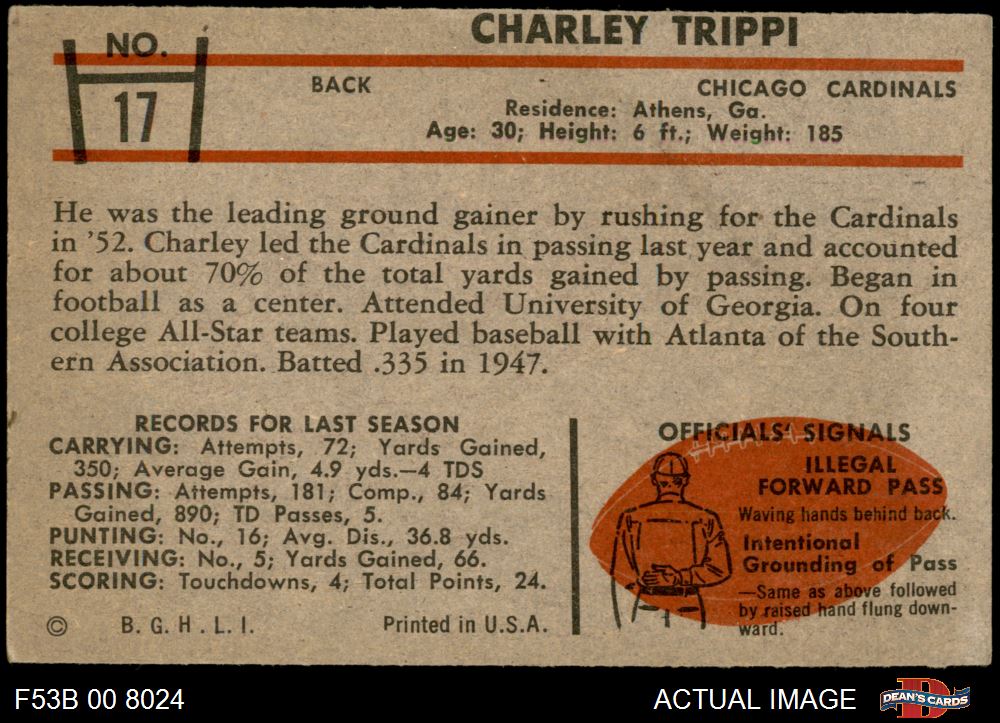 CHARLEY TRIPPI
NO.
17
BACK
CHICAGO CARDINALS
Residence: Athens, Ga.
Age: 30; Height: 6 ft.; Weight: 185
He was the leading ground gainer by rushing for the Cardinals
in '52. Charley led the Cardinals in passing last year and accounted
for about 70% of the total yards gained by passing. Began in
football as a center. Attended University of Georgia. On four
college All-Star teams. Played baseball with Atlanta of the South-
ern Association. Batted .335 in 1947.
RECORDS FOR LAST SEASON
CARRYING: Attempts, 72; Yards Gained,
350; Average Gain, 4.9 yds.—4 TDS
PASSING: Attempts, 181; Comp., 84; Yards
Gained, 890; TD Passes, 5.
PUNTING: No., 16; Avg. Dis., 36.8 yds.
RECEIVING: No., 5; Yards Gained, 66.
SCORING: Touchdowns, 4; Total Points, 24.
© B. G. H. L. I. Printed in U.S.A.
OFFICIALS' SIGNALS
ILLEGAL
FORWARD PASS
Waving hands behind back.
Intentional
Grounding of Pass
—Same as above followed
by raised hand flung down-
ward.
F53B 00 8024
ACTUAL IMAGE
DEAN'S CARDS